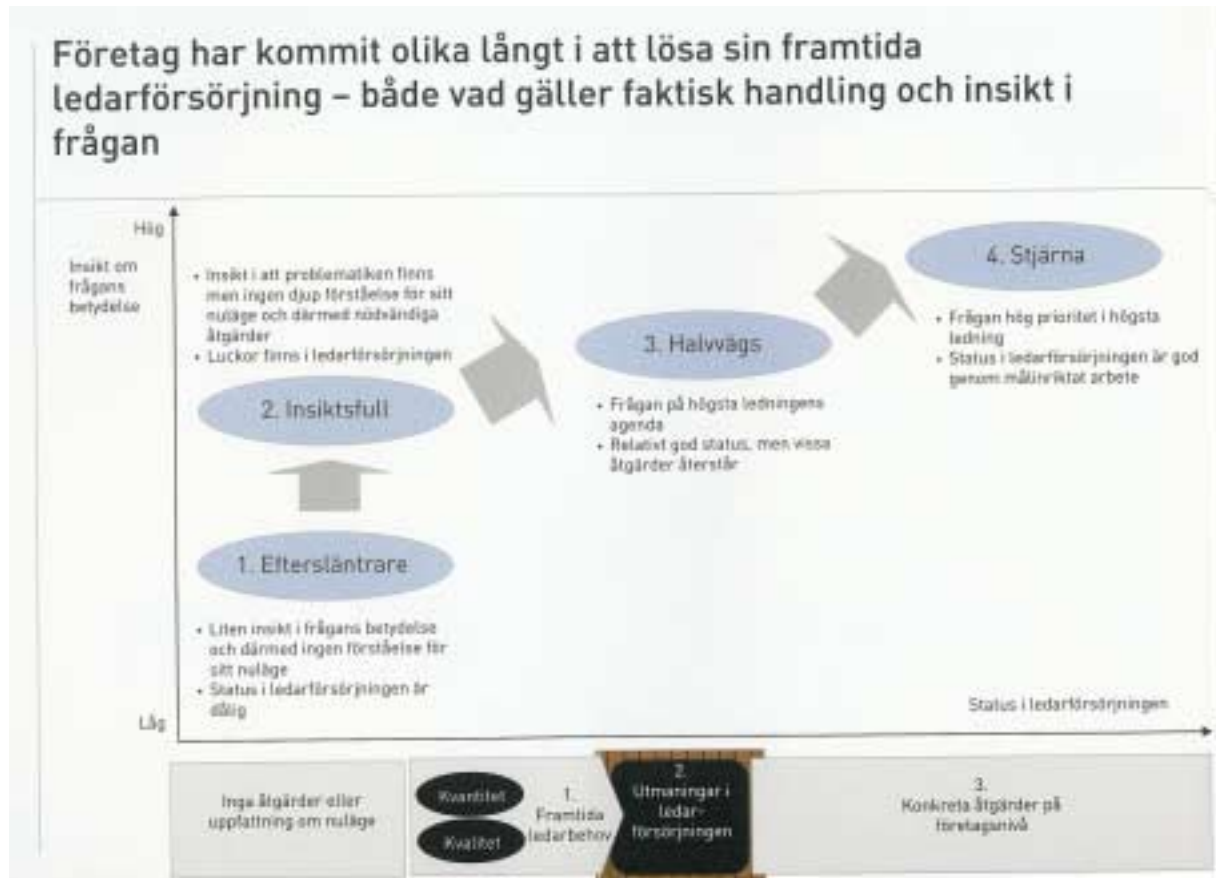 Företag har kommit olika långt i att lösa sin framtida
ledarförsörjning – både vad gäller faktisk handling och insikt i
frågan
Hög
Insikt om
frågans
betydelse
• Insikt i att problematiken finns
men ingen djup förståelse för sitt
nuläge och därmed nödvändiga
åtgärder
• Luckor finns i ledarförsörjningen
2. Insiktsfull
1. Eftersläntrare
• Liten insikt i frågans betydelse
och därmed ingen förståelse för
sitt nuläge
• Status i ledarförsörjningen är
dålig
3. Halvvägs
• Frågan på högsta ledningens
agenda
• Relativt god status, men vissa
åtgärder återstår
4. Stjärna
• Frågan hög prioritet i högsta
ledning
• Status i ledarförsörjningen är god
genom målinriktat arbete
Låg
Status i ledarförsörjningen
Inga åtgärder eller
uppfattning om nuläge
Kvantitet
Kvalitet
1.
Framtida
ledarbehov
2.
Utmaningar i
ledar-
försörjningen
3.
Konkreta åtgärder på
företagsnivå